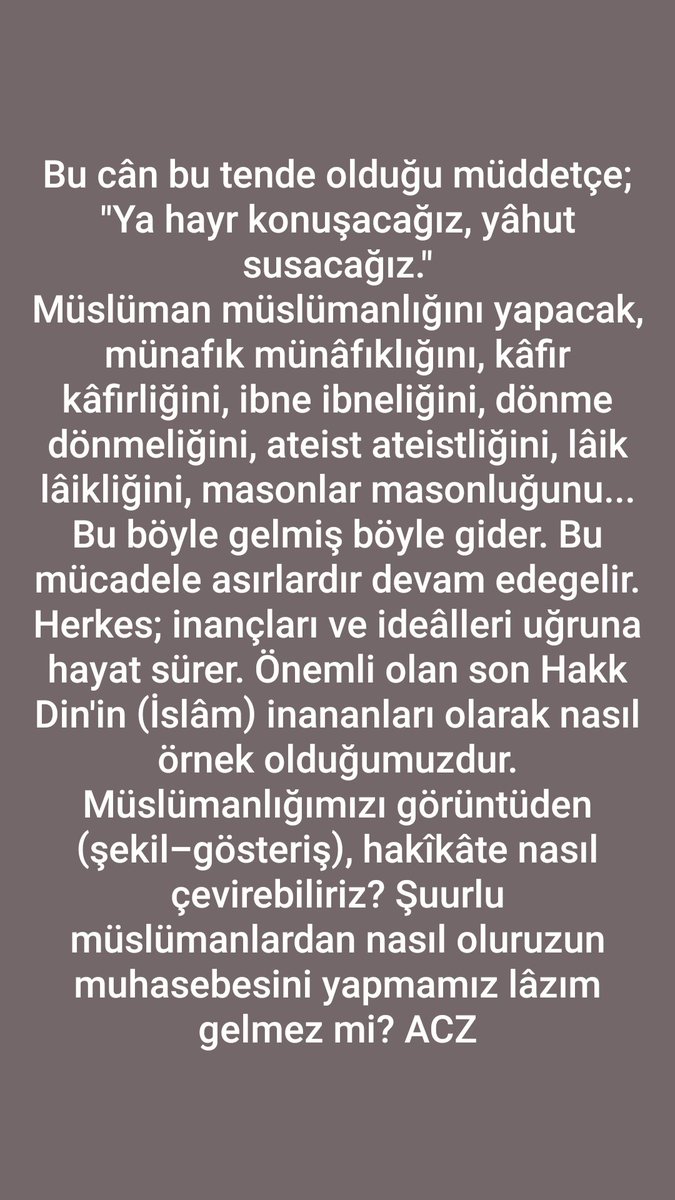 Bu cân bu tende olduğu müddetçe;
"Ya hayr konuşacağız, yâhut
susacağız."
Müslüman müslümanlığını yapacak,
münafık münâfıklığını, kâfir
kâfirliğini, ibne ibneliğini, dönme
dönmeliğini, ateist ateistliğini, lâik
lâikliğini, masonlar masonluğunu...
Bu böyle gelmiş böyle gider. Bu
mücadele asırlardır devam edegelir.
Herkes; inançları ve ideâlleri uğruna
hayat sürer. Önemli olan son Hakk
Din'in (İslâm) inananları olarak nasıl
örnek olduğumuzdur.
Müslümanlığımızı görüntüden
(şekil–gösteriş), hakîkâte nasıl
çevirebiliriz? Şuurlu
müslümanlardan nasıl oluruzun
muhasebesini yapmamız lâzım
gelmez mi? ACZ